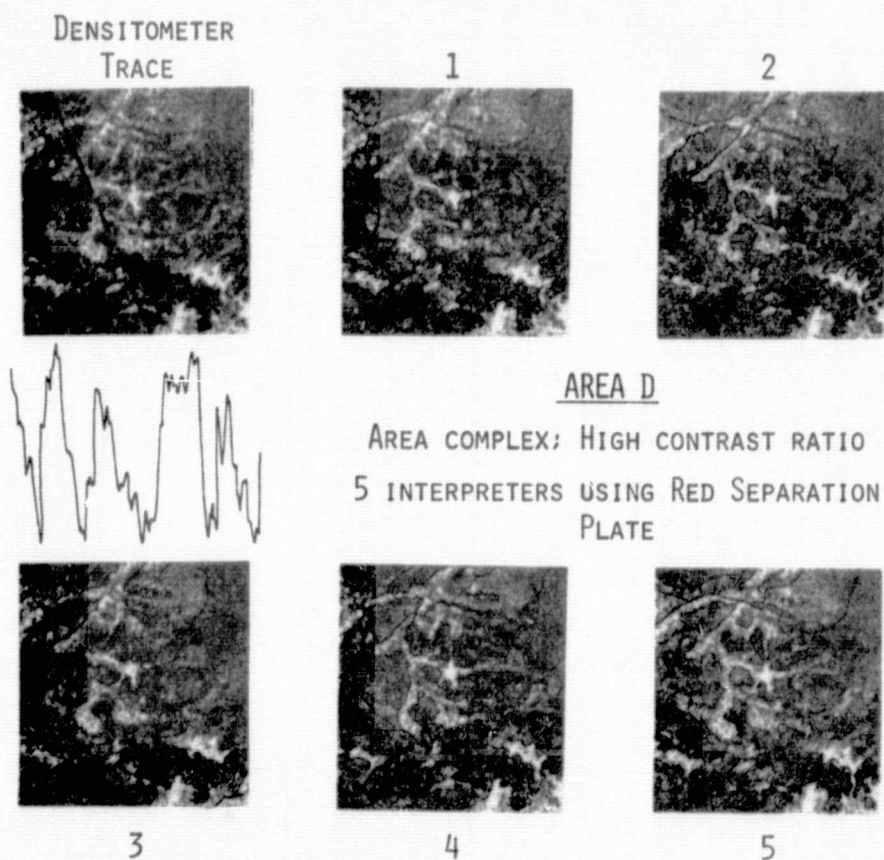 DENSITOMETER
TRACE
1
2
AREA D
AREA COMPLEX; HIGH CONTRAST RATIO
5 INTERPRETERS USING RED SEPARATION
PLATE
3
4
5